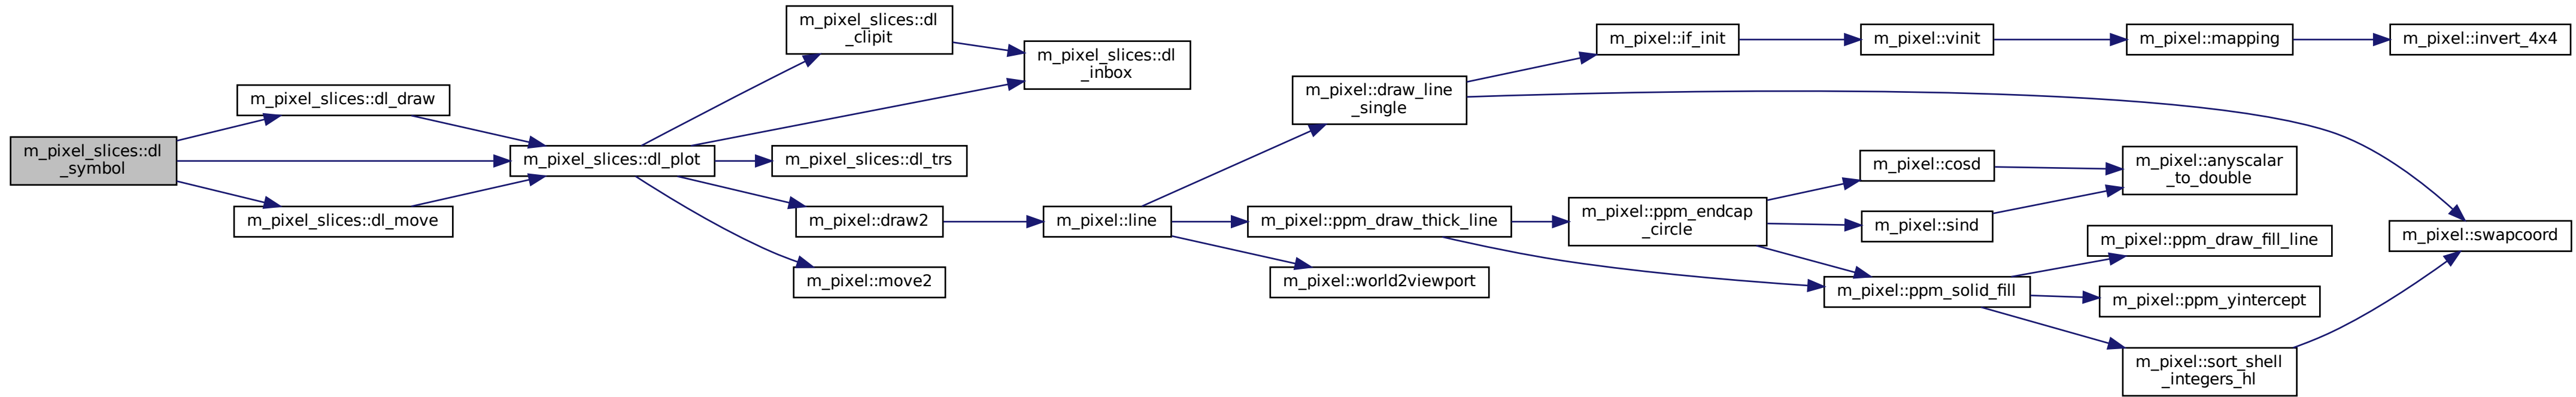 m_pixel_slices::dl
_symbol
m_pixel_slices::dl_draw
m_pixel_slices::dl_move
m_pixel_slices::dl_plot
m_pixel_slices::dl
_clipit
m_pixel_slices::dl
_inbox
m_pixel_slices::dl_trs
m_pixel::draw2
m_pixel::move2
m_pixel::line
m_pixel::draw_line
_single
m_pixel::ppm_draw_thick_line
m_pixel::world2viewport
m_pixel::if_init
m_pixel::vinit
m_pixel::mapping
m_pixel::invert_4x4
m_pixel::ppm_endcap
_circle
m_pixel::cosd
m_pixel::sind
m_pixel::anyscalar
_to_double
m_pixel::ppm_solid_fill
m_pixel::ppm_draw_fill_line
m_pixel::ppm_yintercept
m_pixel::sort_shell
_integers_hl
m_pixel::swapcoord